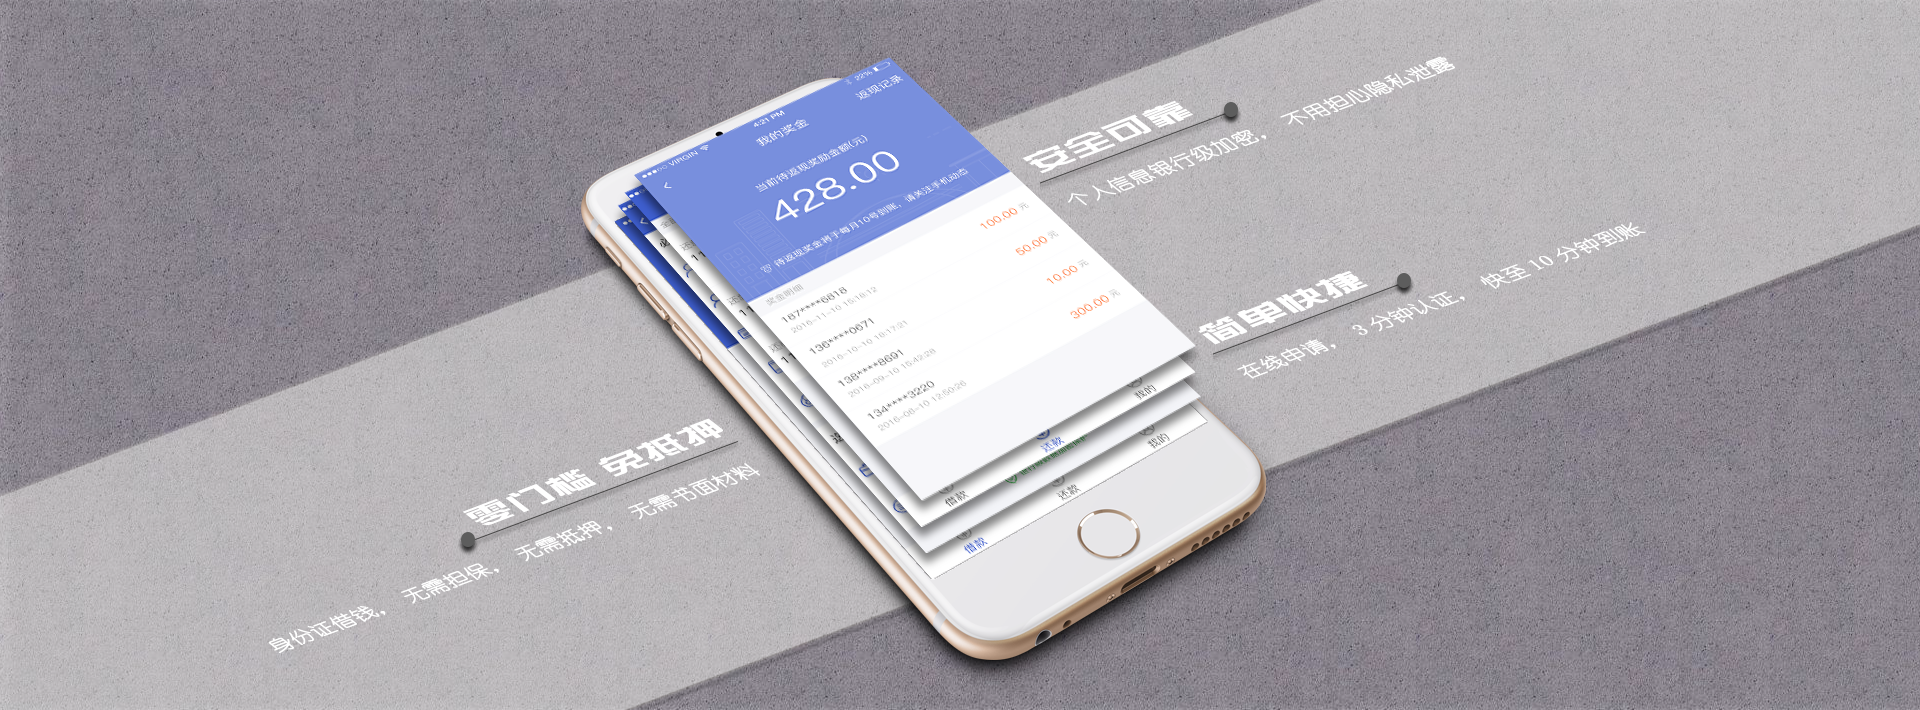 安全可靠
个人信息银行级加密，不用担心隐私泄露
简单快捷
在线申请，3 分钟认证，快至 10 分钟到账
零门槛 免抵押
身份证借钱，无需担保，无需抵押，无需书面材料
VIRGIN
4:21 PM
22%
我的奖金
返现记录
当前待返现奖励金额(元)
428.00
待返现奖金将于每月10号到账，请关注手机动态
奖金明细
187****6818
100.00 元
2016-11-10 15:18:12
136****0671
50.00 元
2016-10-10 18:17:21
138****8691
10.00 元
2016-09-10 15:42:28
134****3220
300.00 元
2016-08-10 12:50:26
借款
还款
我的
借款
还款
我的